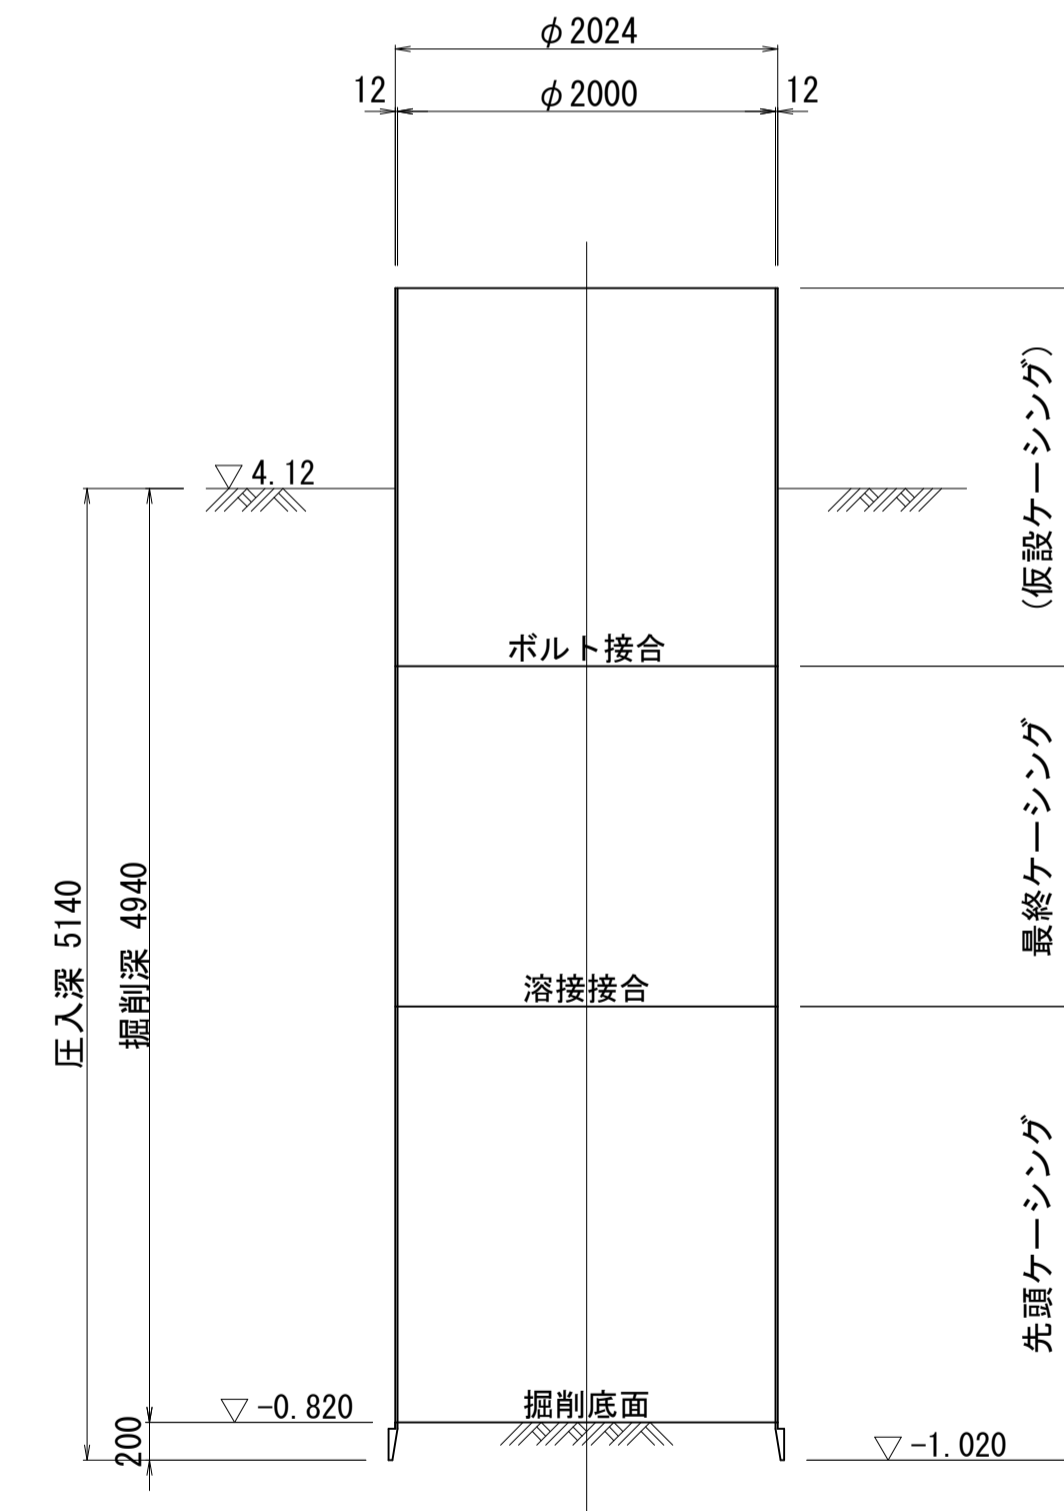 φ2024
12 φ2000 12
(仮設ケーシング)
▽ 4.12
ボルト接合
最終ケーシング
圧入深 5140
掘削深 4940
溶接接合
先頭ケーシング
▽ -0.820
掘削底面
200
▽ -1.020